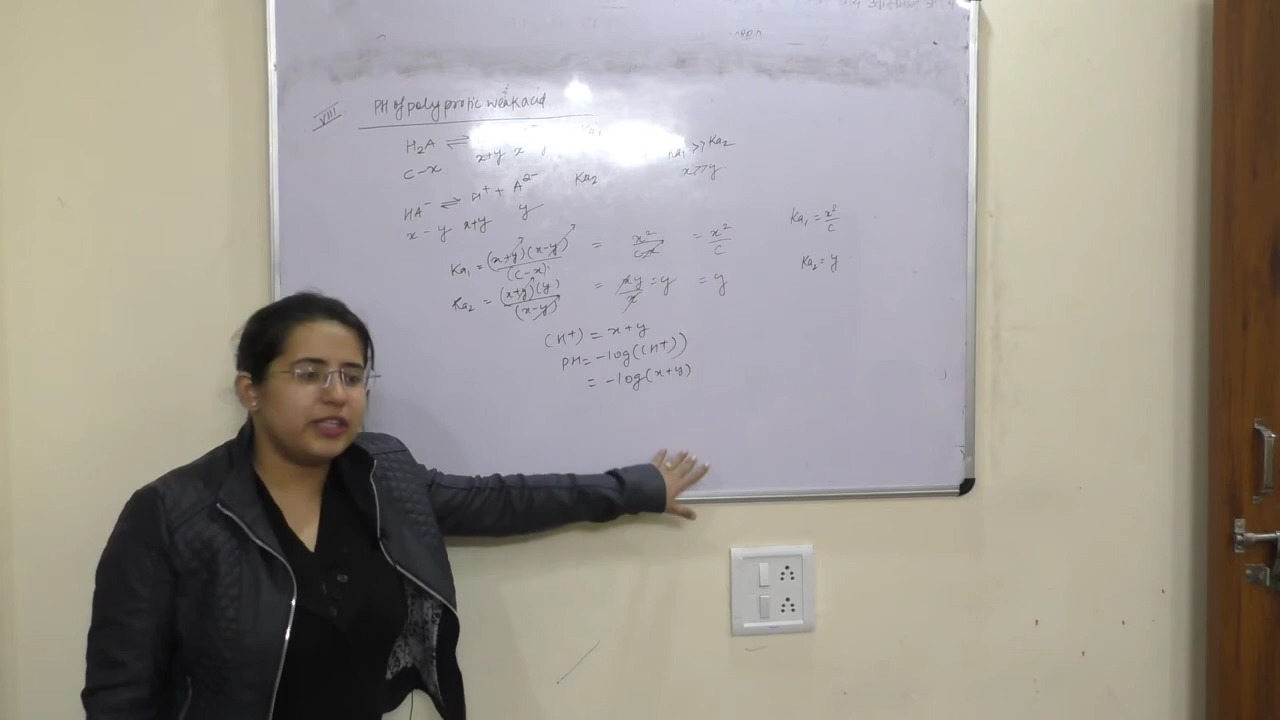 VIII PH of polyprotic weak acid
H₂A ⇌
C-x x+y x-y
Ka₁ >> Ka₂
x>>y
HA⁻ ⇌ H⁺ + A²⁻ Ka₂
x-y x+y y
Ka₁ = (x+y)(x-y)/(C-x) = x²/C-x = x²/C
Ka₂ = (x+y)(y)/(x-y) = xy/x = y = y
(H+) = x+y
PH = -log((H+))
= -log(x+y)
Ka₁ = x²/C
Ka₂ = y